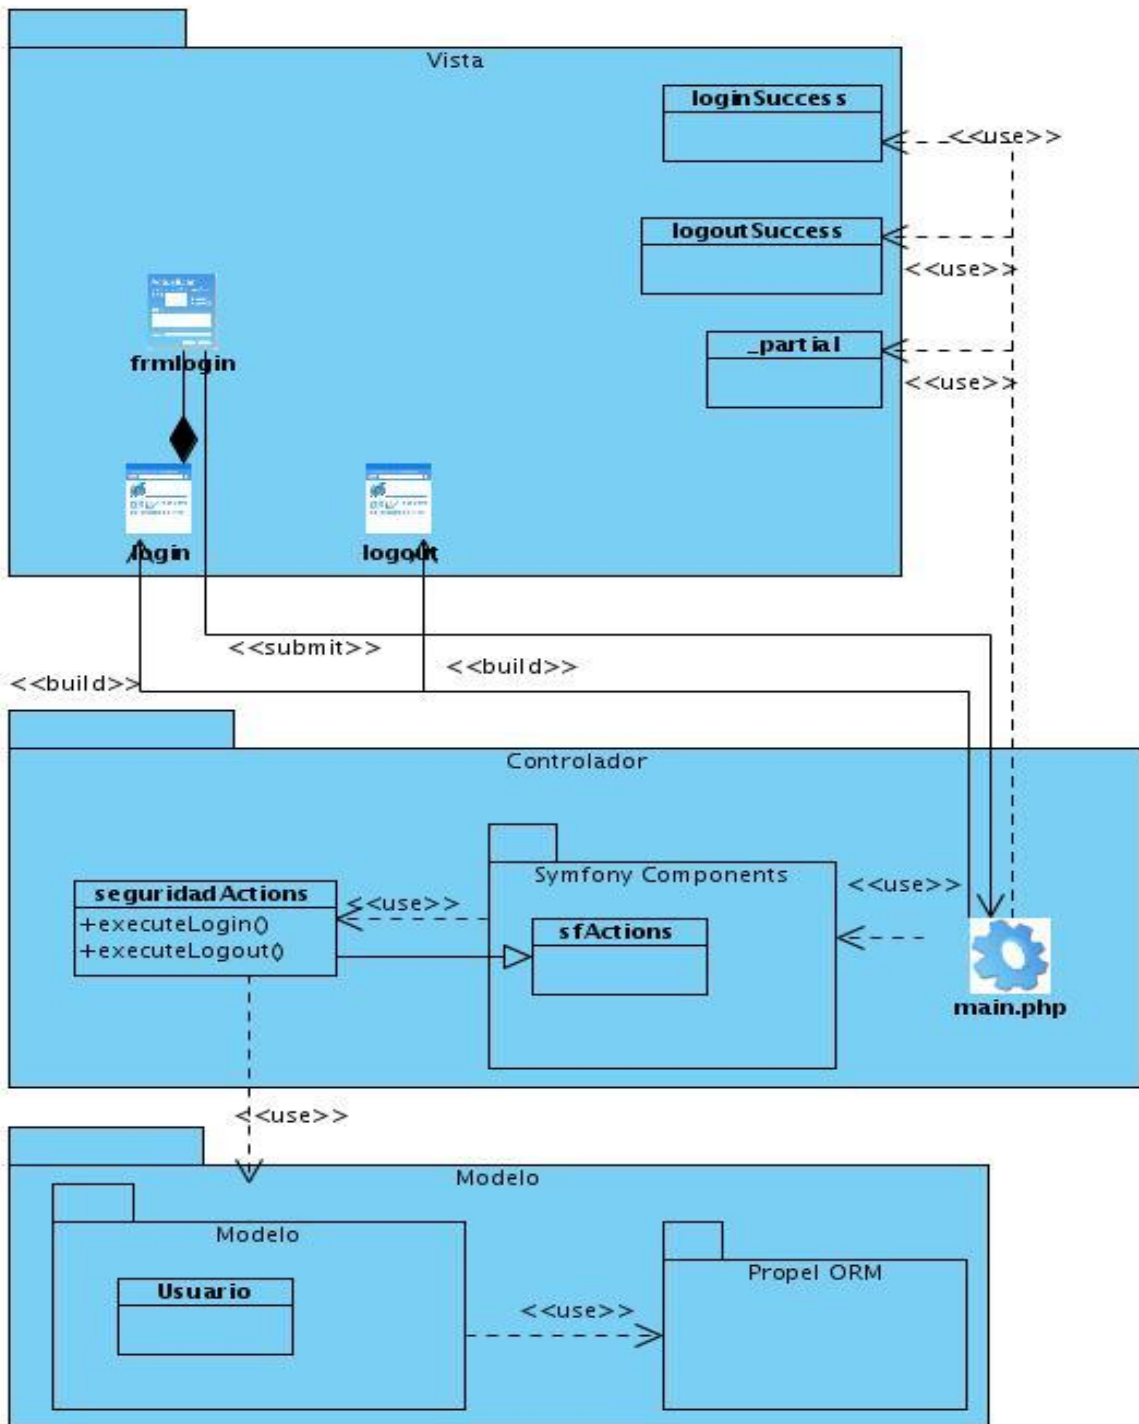 Vista
loginSuccess
<<use>>
logoutSuccess
<<use>>
frmlogin
_partial
<<use>>
login
logout
<<submit>>
<<build>>
<<build>>
Controlador
Symfony Components
<<use>>
seguridadActions
<<use>>
+executeLogin()
sfActions
+executeLogout()
main.php
<<use>>
Modelo
Modelo
Propel ORM
Usuario
<<use>>